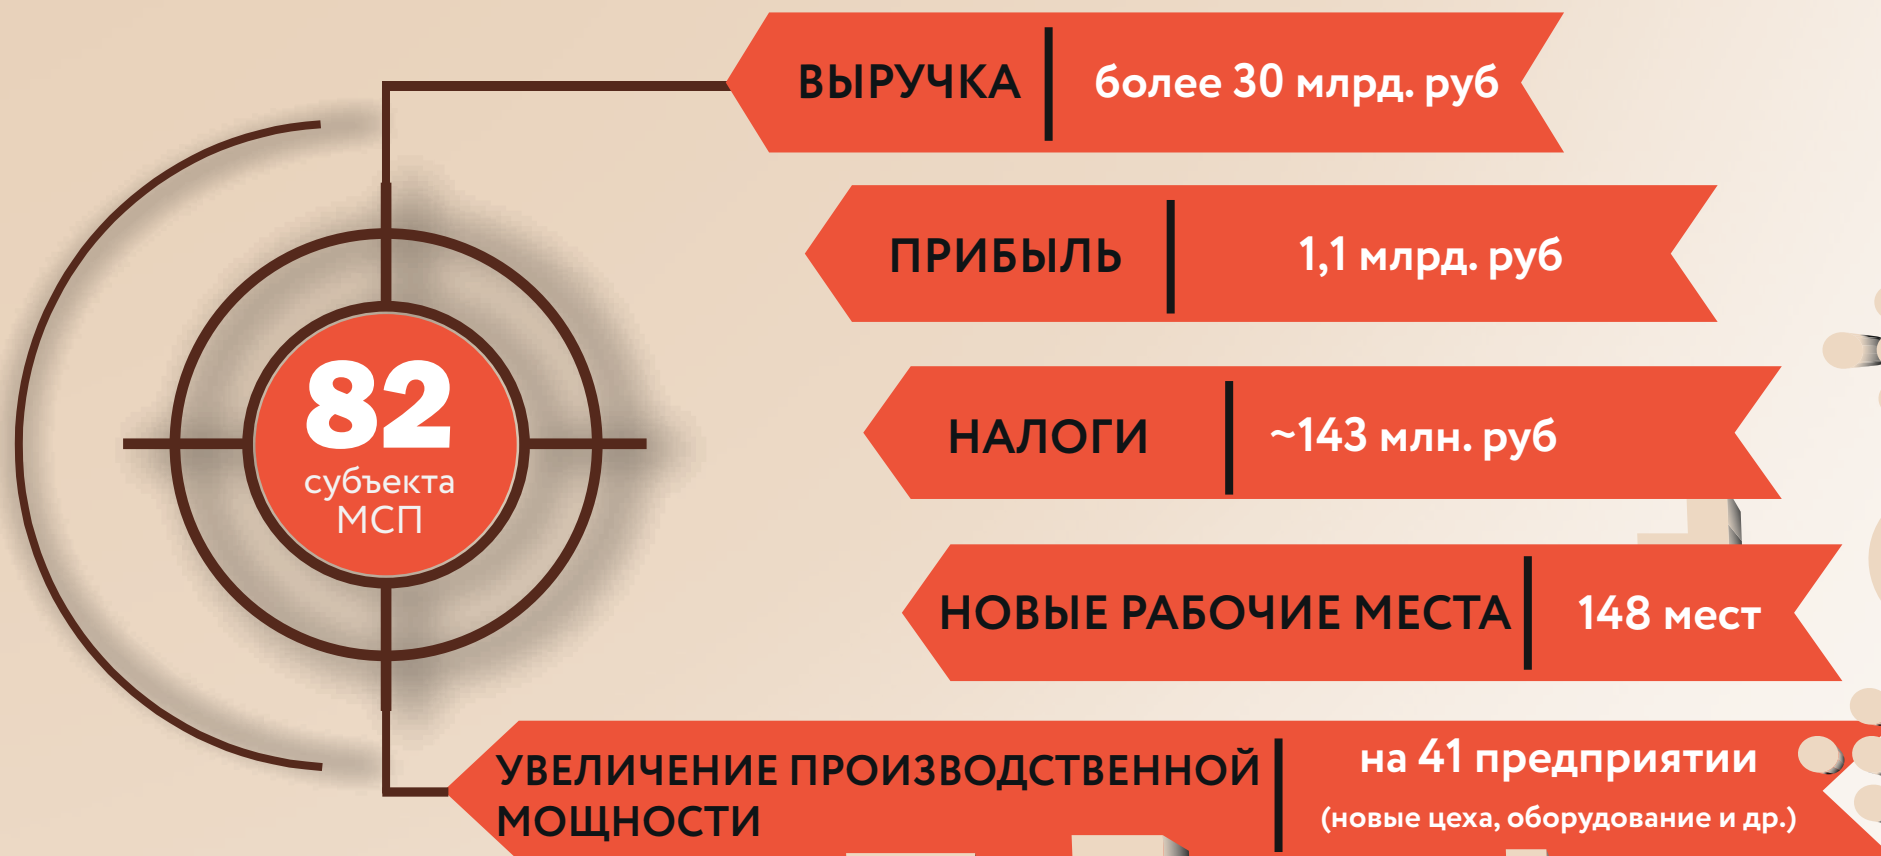 ВЫРУЧКА более 30 млрд. руб
ПРИБЫЛЬ 1,1 млрд. руб
НАЛОГИ ~143 млн. руб
82
субъекта
МСП
НОВЫЕ РАБОЧИЕ МЕСТА 148 мест
УВЕЛИЧЕНИЕ ПРОИЗВОДСТВЕННОЙ
МОЩНОСТИ
на 41 предприятии
(новые цеха, оборудование и др.)